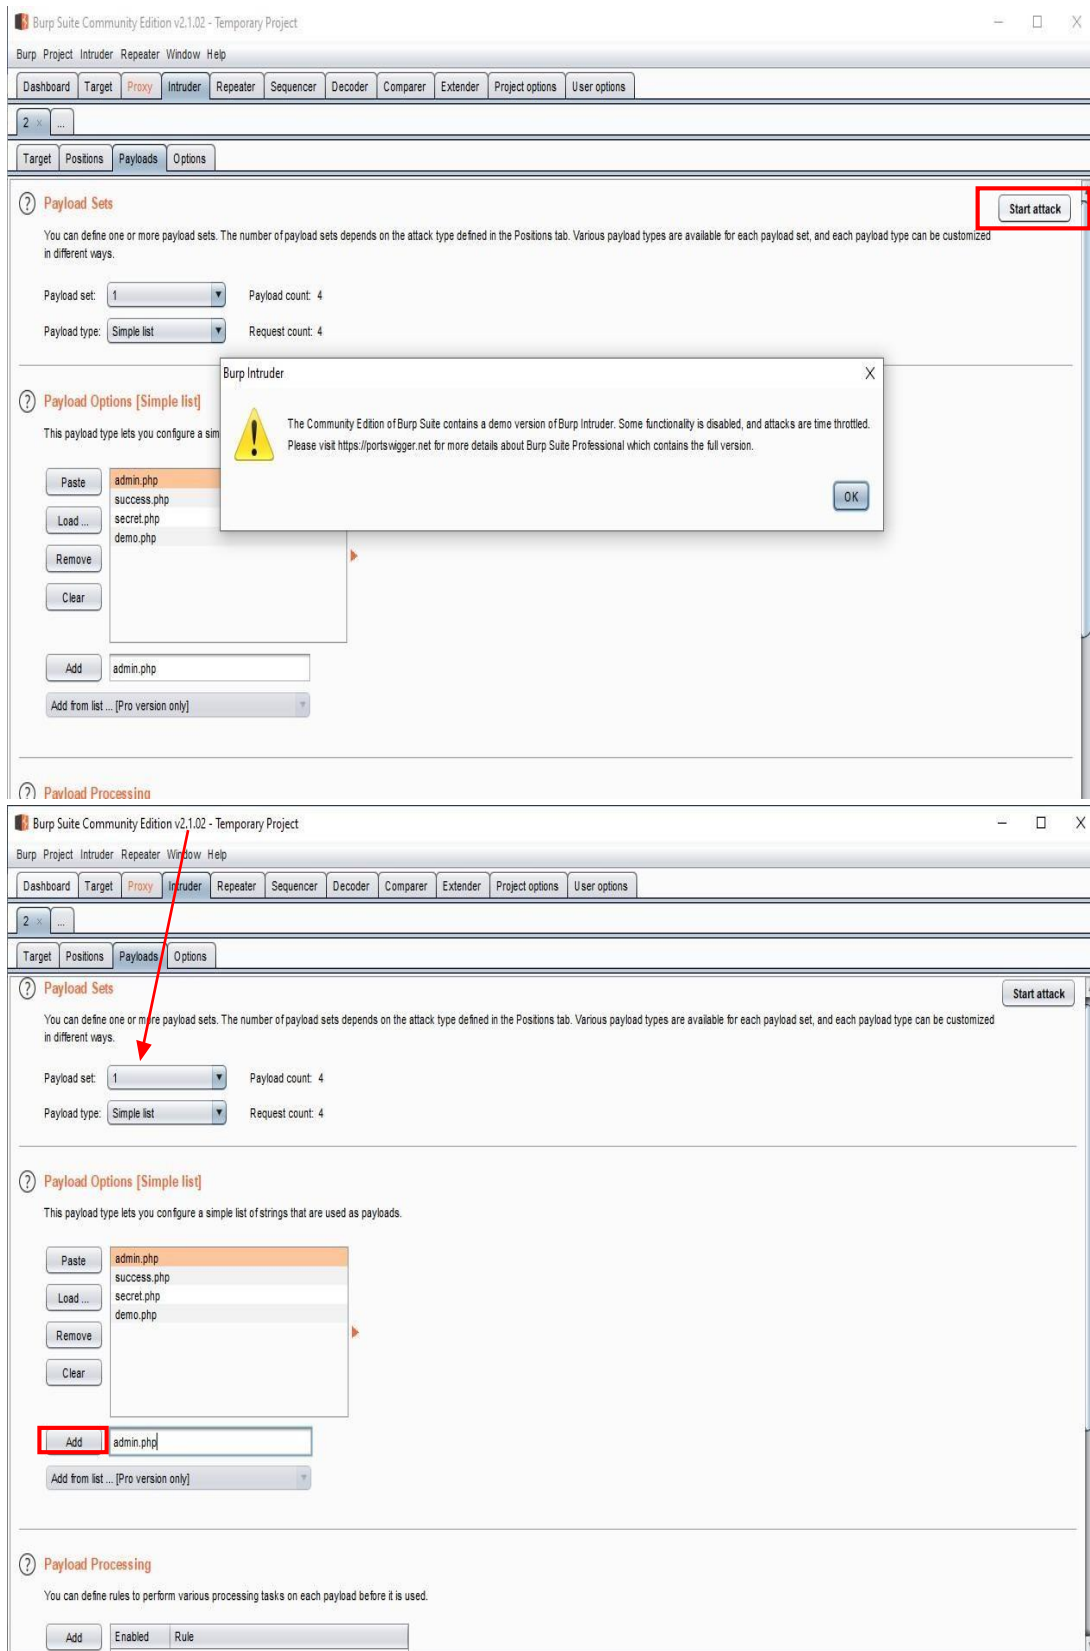 Burp Suite Community Edition v2.1.02 - Temporary Project
Burp Project Intruder Repeater Window Help
Dashboard Target Proxy Intruder Repeater Sequencer Decoder Comparer Extender Project options User options
2 × ...
Target Positions Payloads Options
? Payload Sets
Start attack
You can define one or more payload sets. The number of payload sets depends on the attack type defined in the Positions tab. Various payload types are available for each payload set, and each payload type can be customized
in different ways.
Payload set: 1 Payload count: 4
Payload type: Simple list Request count: 4
Burp Intruder X
? Payload Options [Simple list]
The Community Edition of Burp Suite contains a demo version of Burp Intruder. Some functionality is disabled, and attacks are time throttled.
Please visit https://portswigger.net for more details about Burp Suite Professional which contains the full version.
This payload type lets you configure a sim
OK
Paste admin.php
success.php
Load ... secret.php
demo.php
Remove
Clear
Add admin.php
Add from list ... [Pro version only]
? Payload Processing
Burp Suite Community Edition v2.1.02 - Temporary Project
Burp Project Intruder Repeater Window Help
Dashboard Target Proxy Intruder Repeater Sequencer Decoder Comparer Extender Project options User options
2 × ...
Target Positions Payloads Options
? Payload Sets
Start attack
You can define one or more payload sets. The number of payload sets depends on the attack type defined in the Positions tab. Various payload types are available for each payload set, and each payload type can be customized
in different ways.
Payload set: 1 Payload count: 4
Payload type: Simple list Request count: 4
? Payload Options [Simple list]
This payload type lets you configure a simple list of strings that are used as payloads.
Paste admin.php
success.php
Load ... secret.php
demo.php
Remove
Clear
Add admin.php
Add from list ... [Pro version only]
? Payload Processing
You can define rules to perform various processing tasks on each payload before it is used.
Add Enabled Rule